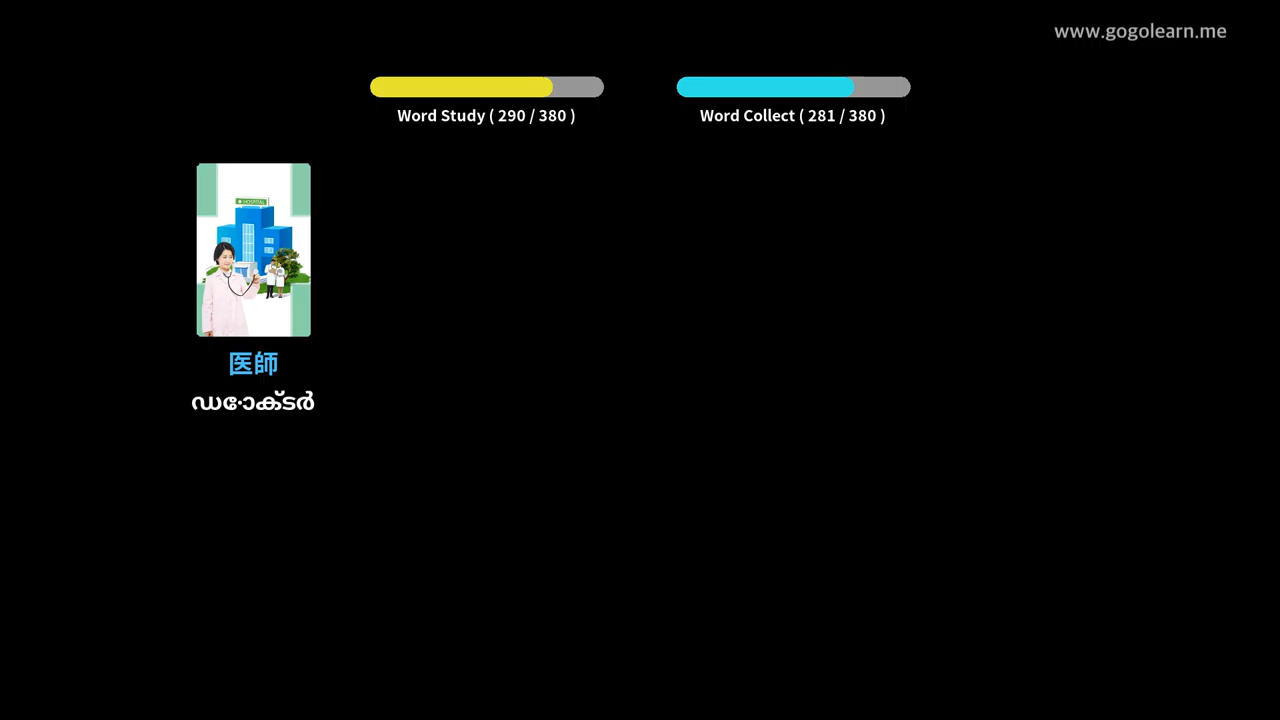 www.gogolearn.me
Word Study ( 290 / 380 )
Word Collect ( 281 / 380 )
HOSPITAL
医師
ഡോക്ടർ